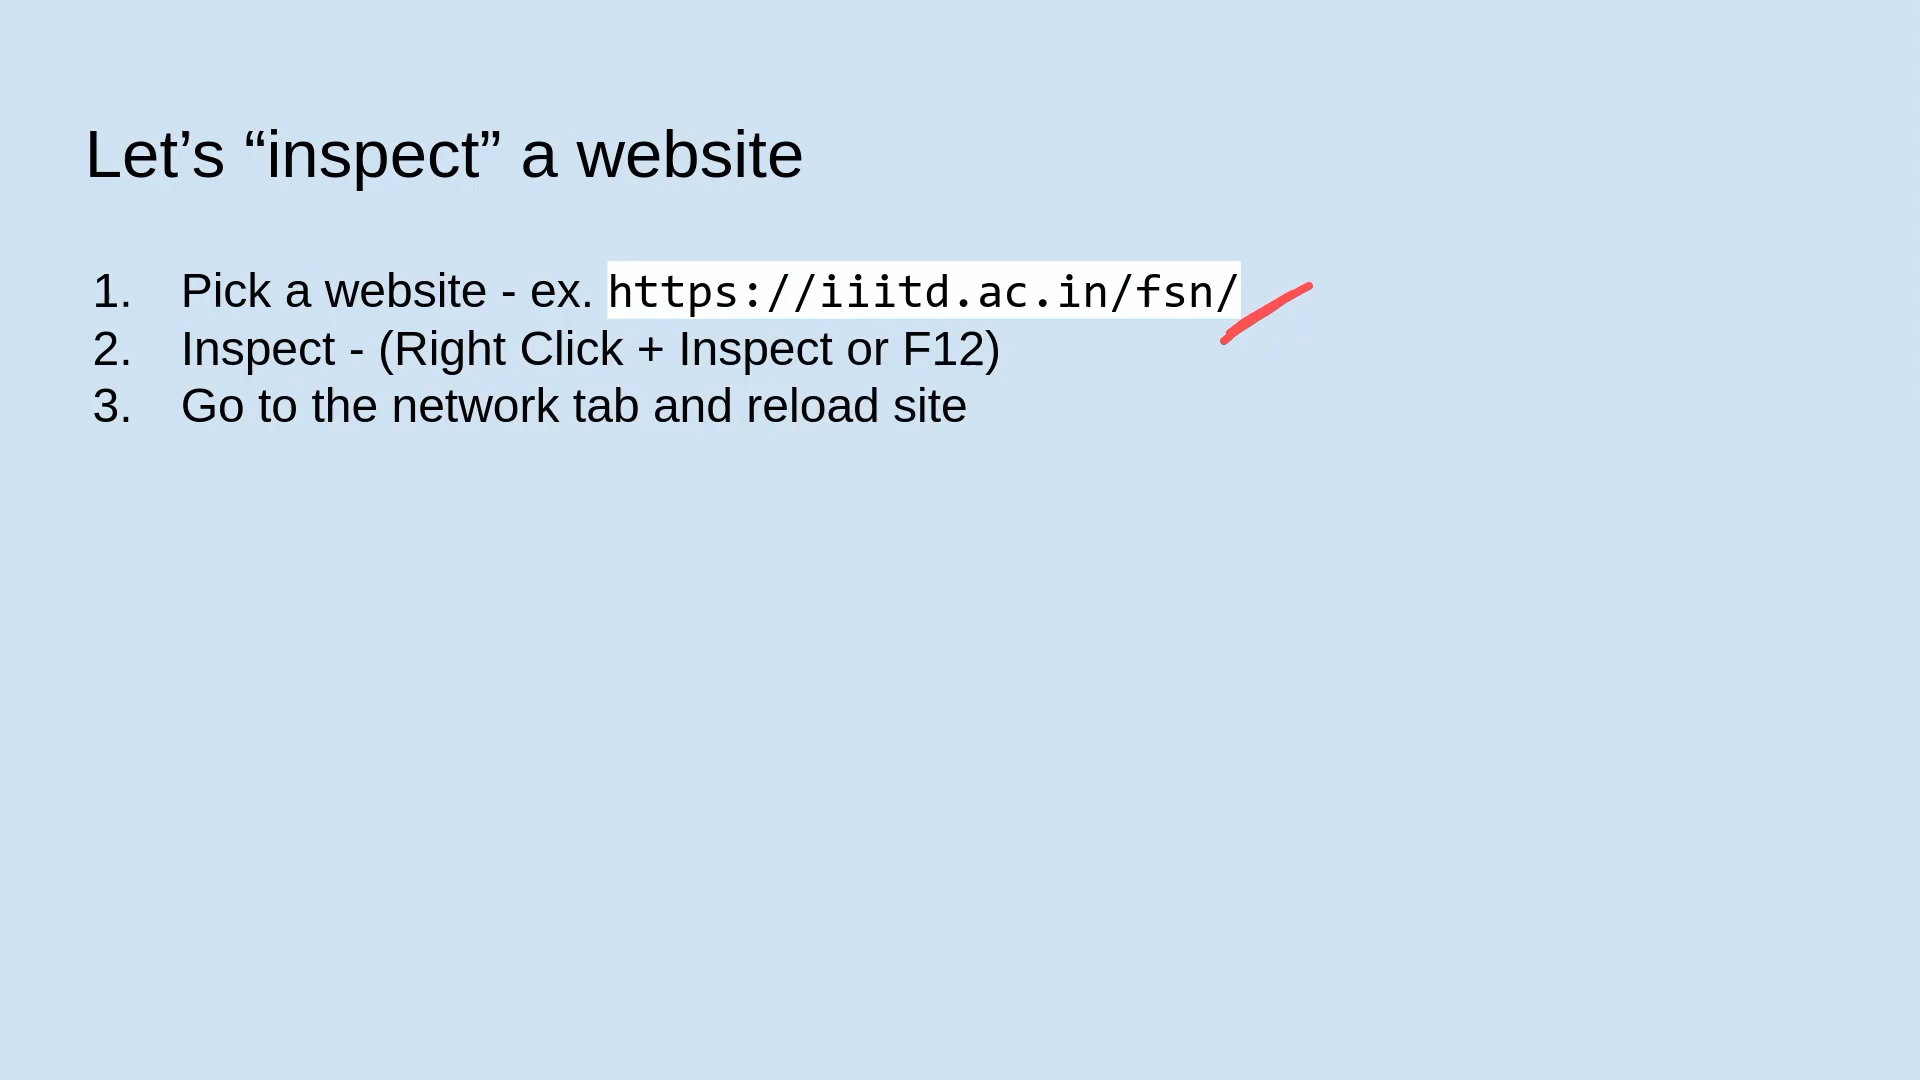 Let’s “inspect” a website
1. Pick a website - ex. https://iiitd.ac.in/fsn/
2. Inspect - (Right Click + Inspect or F12)
3. Go to the network tab and reload site